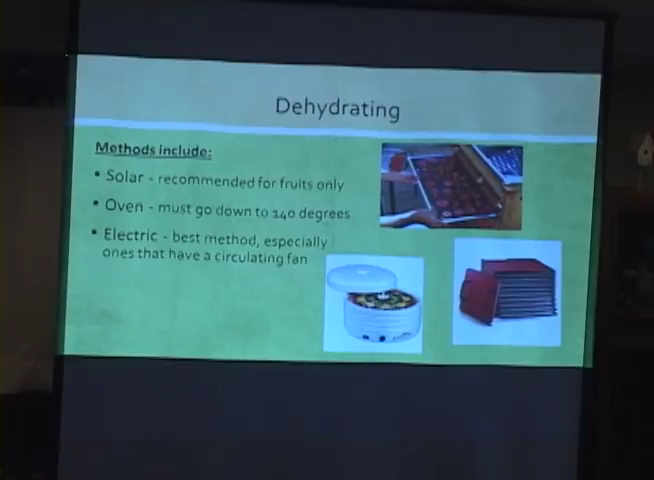 Dehydrating
Methods include:
• Solar - recommended for fruits only
• Oven - must go down to 140 degrees
• Electric - best method, especially
ones that have a circulating fan